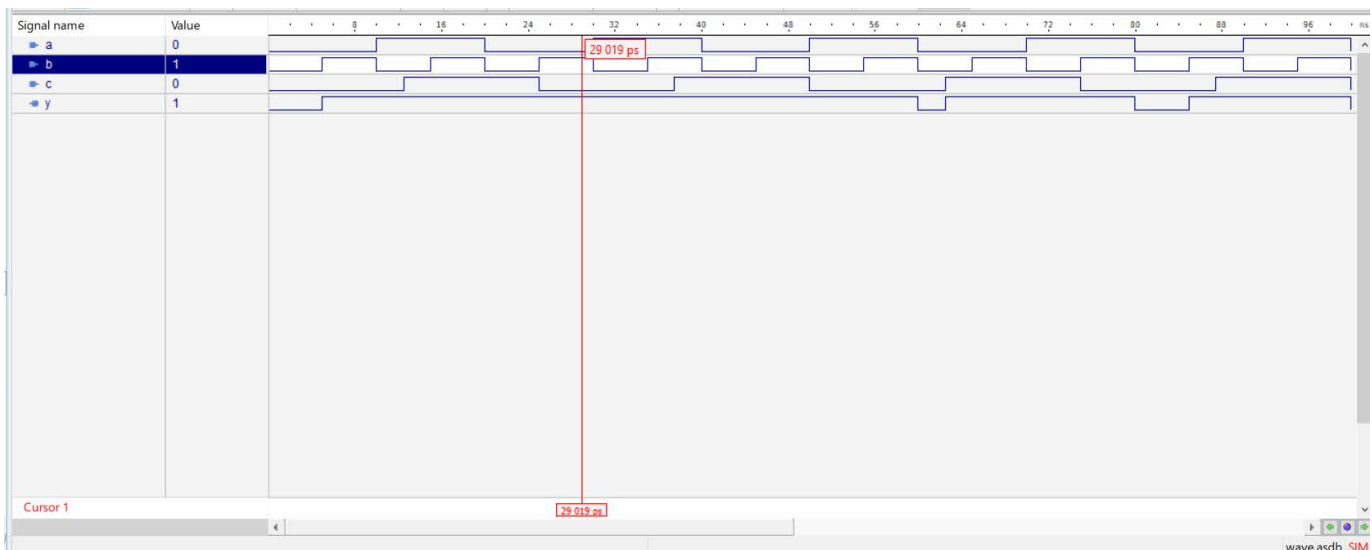 Signal name Value 8 16 24 32 40 48 56 64 72 80 88 96 ns
a 0 29 019 ps
b 1
c 0
y 1
Cursor 1 29 019 ps
wave.asdb SIM